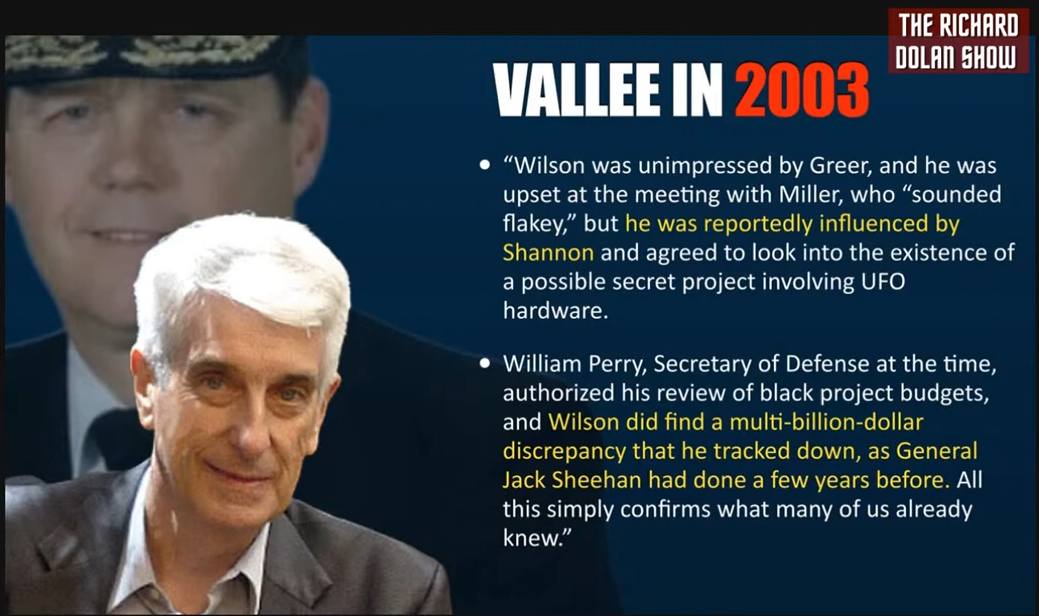 THE RICHARD
DOLAN SHOW
VALLEE IN 2003
• “Wilson was unimpressed by Greer, and he was
upset at the meeting with Miller, who “sounded
flakey,” but he was reportedly influenced by
Shannon and agreed to look into the existence of
a possible secret project involving UFO
hardware.
• William Perry, Secretary of Defense at the time,
authorized his review of black project budgets,
and Wilson did find a multi-billion-dollar
discrepancy that he tracked down, as General
Jack Sheehan had done a few years before. All
this simply confirms what many of us already
knew.”